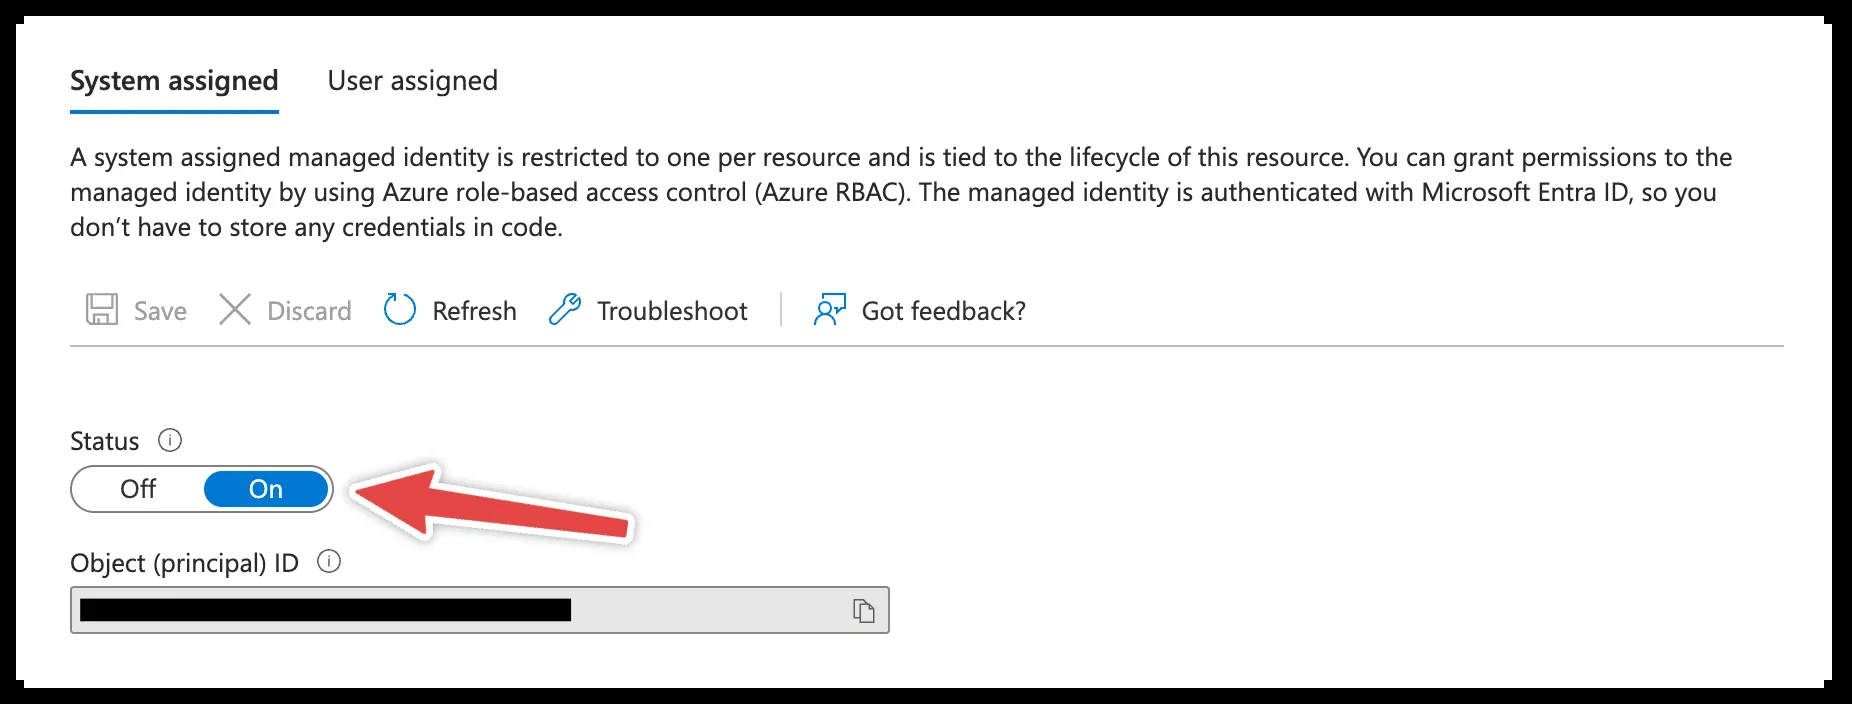 System assigned User assigned
A system assigned managed identity is restricted to one per resource and is tied to the lifecycle of this resource. You can grant permissions to the
managed identity by using Azure role-based access control (Azure RBAC). The managed identity is authenticated with Microsoft Entra ID, so you
don’t have to store any credentials in code.
Save Discard Refresh Troubleshoot Got feedback?
Status
Off On
Object (principal) ID